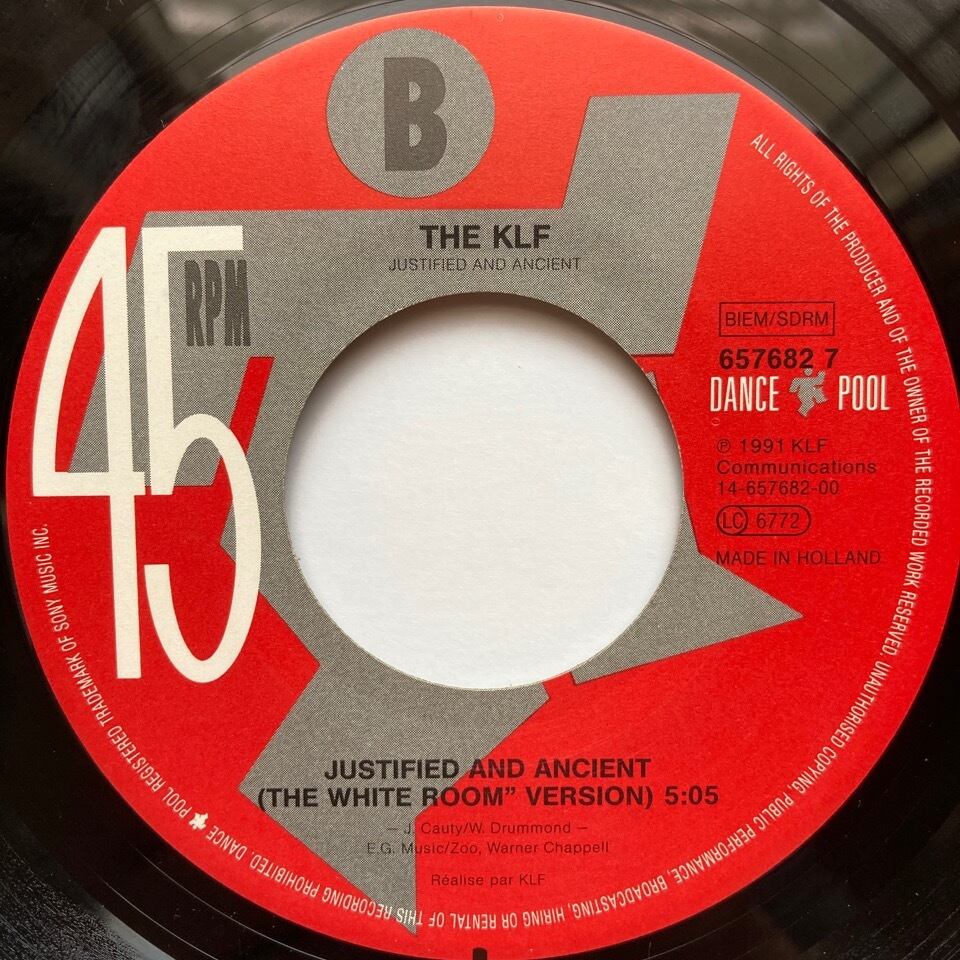 B
THE KLF
JUSTIFIED AND ANCIENT
45
RPM
BIEM/SDRM
657682 7
DANCE POOL
℗ 1991 KLF
Communications
14-657682-00
LC 6772
MADE IN HOLLAND
JUSTIFIED AND ANCIENT
(THE WHITE ROOM” VERSION) 5:05
— J. Cauty/W. Drummond —
E.G. Music/Zoo, Warner Chappell
Réalise par KLF
ALL RIGHTS OF THE PRODUCER AND OF THE OWNER OF THE RECORDED WORK RESERVED. UNAUTHORISED COPYING, PUBLIC PERFORMANCE, BROADCASTING, HIRING OR RENTAL OF THIS RECORDING PROHIBITED. DANCE ★ POOL REGISTERED TRADEMARK OF SONY MUSIC INC.